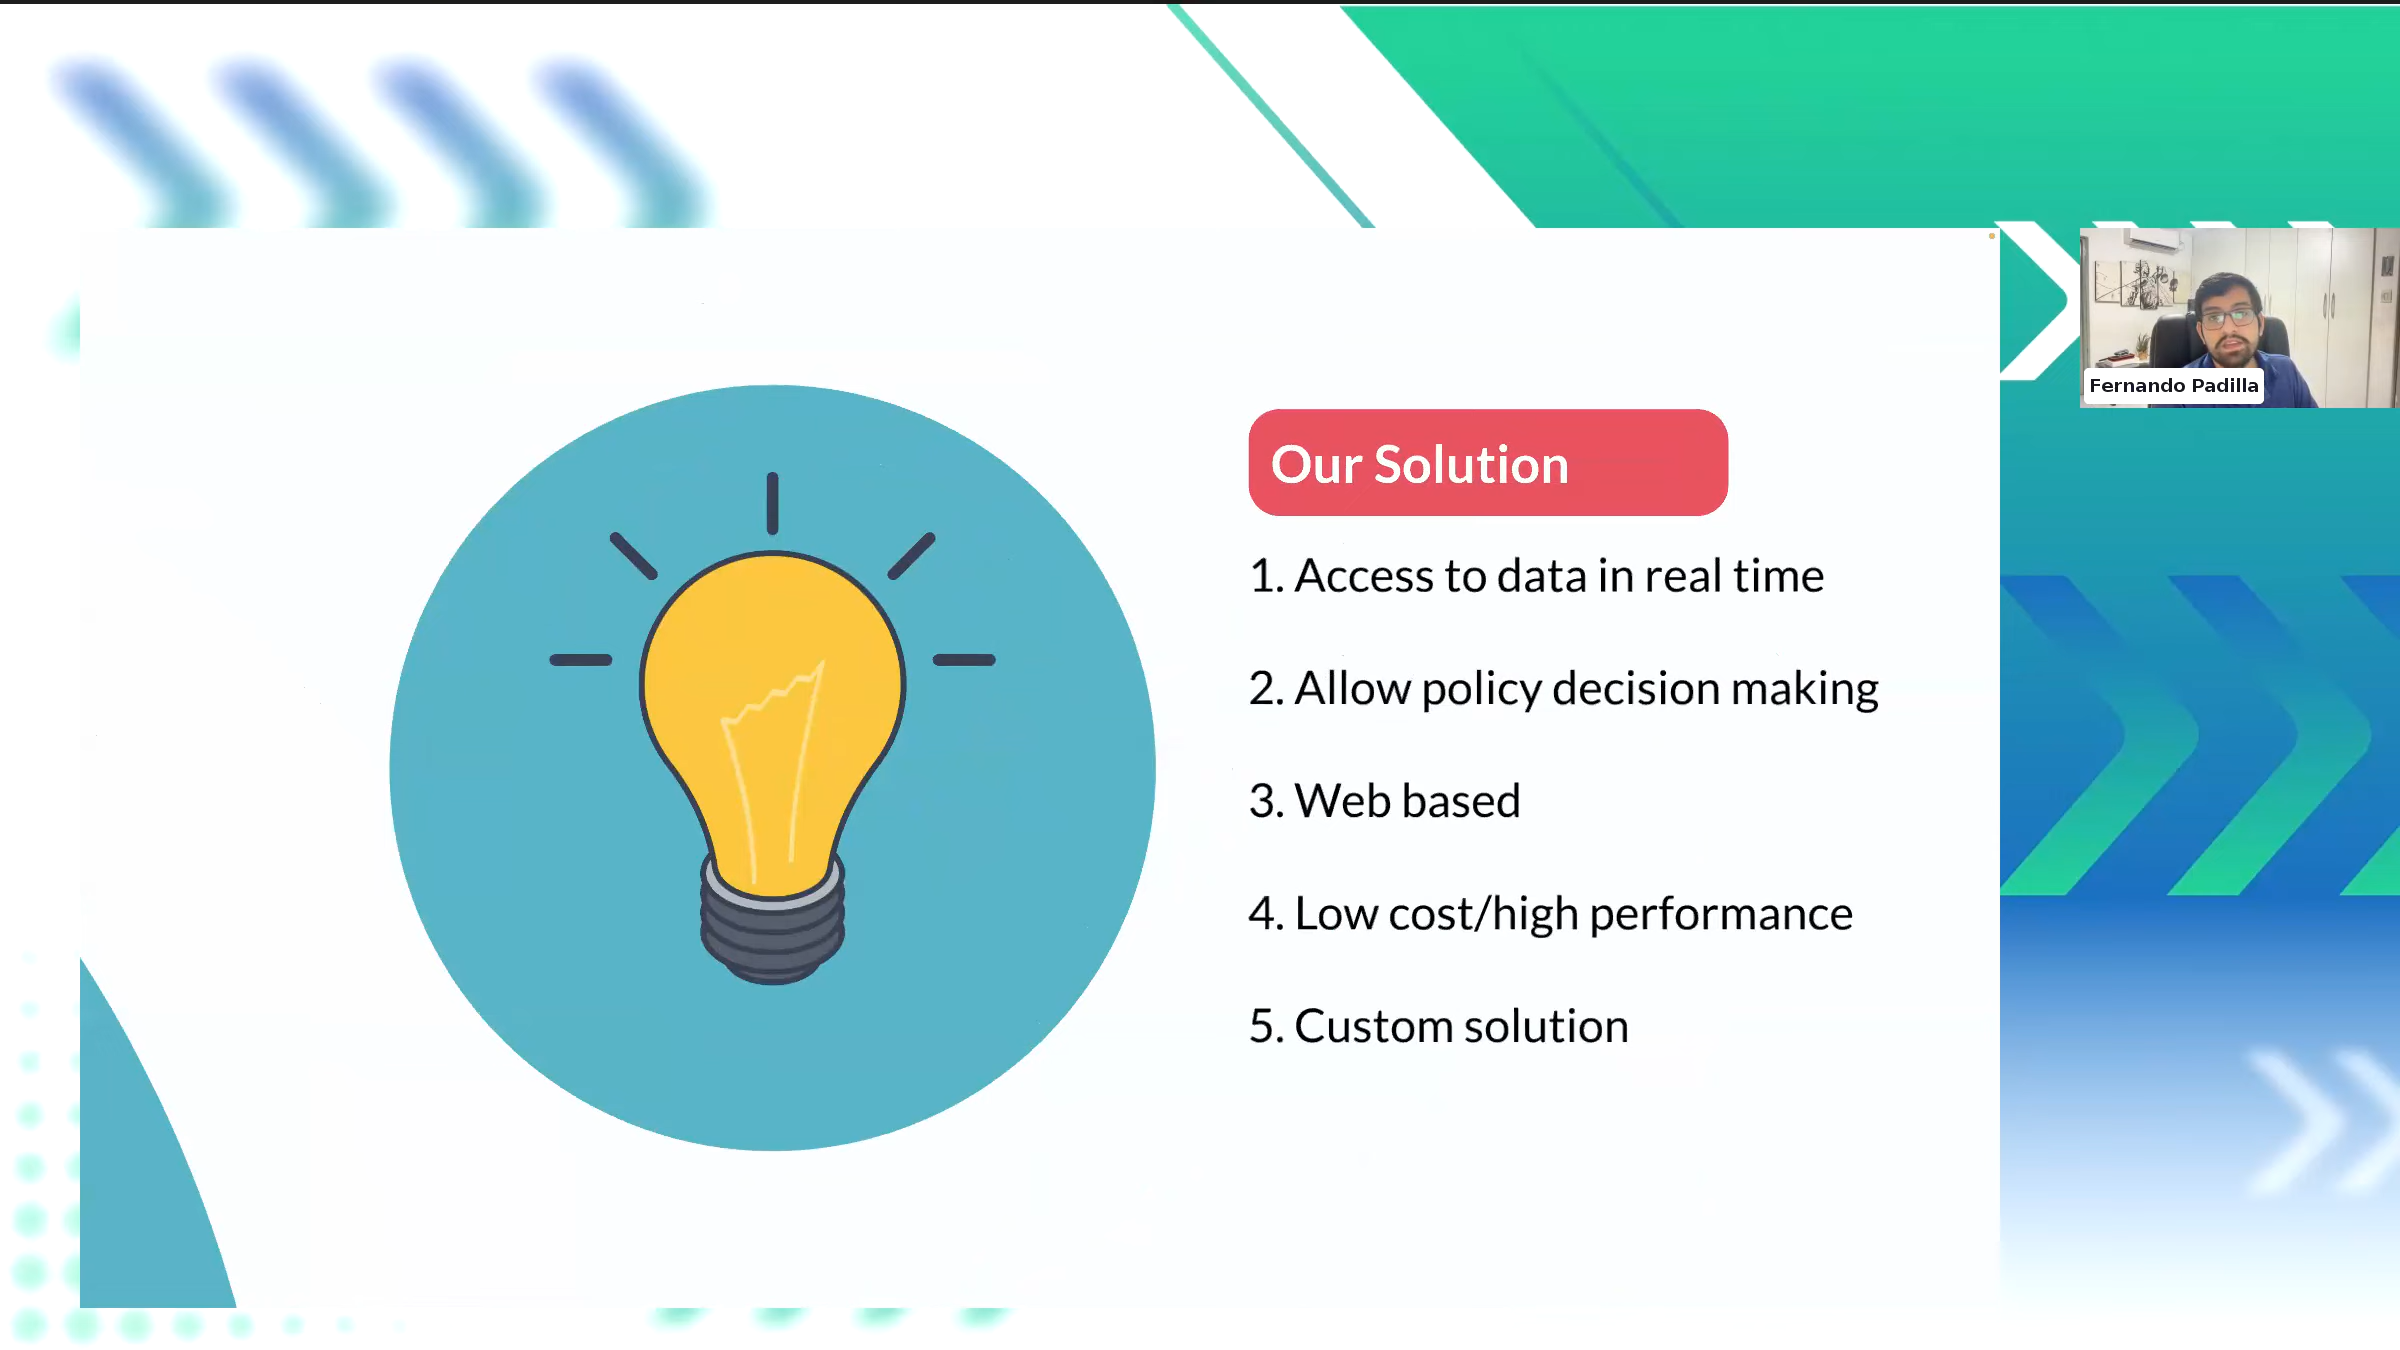 Our Solution
1. Access to data in real time
2. Allow policy decision making
3. Web based
4. Low cost/high performance
5. Custom solution
Fernando Padilla